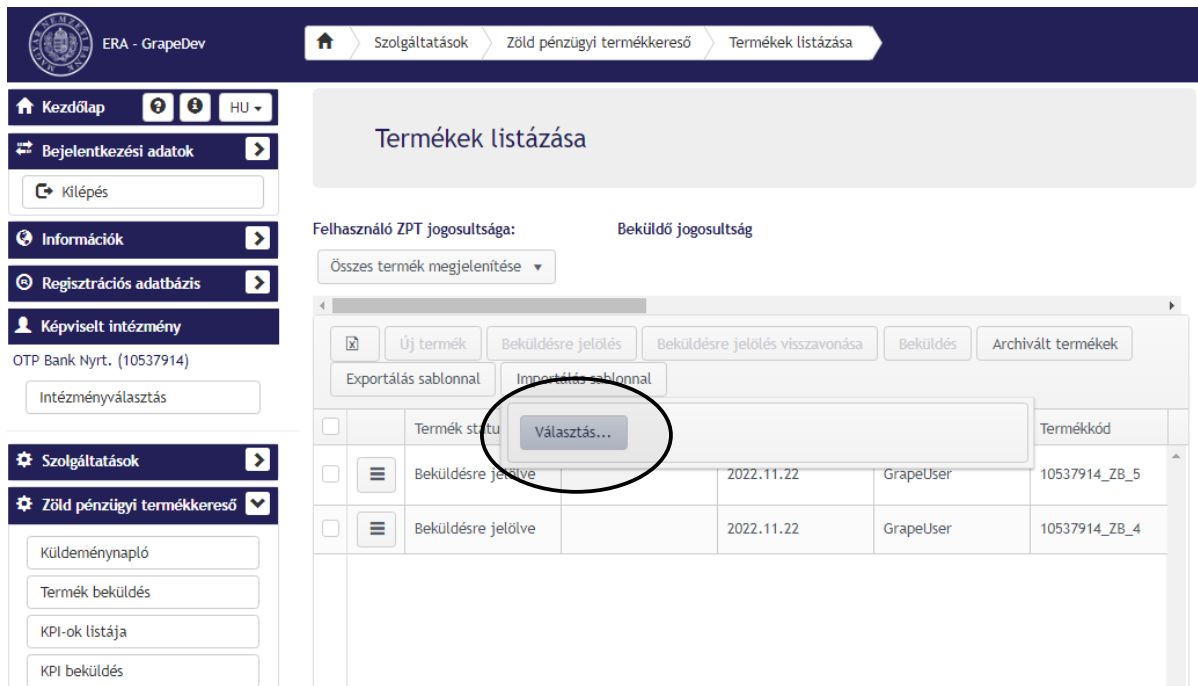 ERA - GrapeDev
Szolgáltatások
Zöld pénzügyi termékkereső
Termékek listázása
Kezdőlap
HU
Bejelentkezési adatok
Kilépés
Információk
Regisztrációs adatbázis
Képviselt intézmény
OTP Bank Nyrt. (10537914)
Intézményválasztás
Szolgáltatások
Zöld pénzügyi termékkereső
Küldeménynapló
Termék beküldés
KPI-ok listája
KPI beküldés
Termékek listázása
Felhasználó ZPT jogosultsága: Beküldő jogosultság
Összes termék megjelenítése
Új termék Beküldésre jelölés Beküldésre jelölés visszavonása Beküldés Archivált termékek
Exportálás sablonnal Importálás sablonnal
Választás...
Termék státu Termékkód
Beküldésre jelölve 2022.11.22 GrapeUser 10537914_ZB_5
Beküldésre jelölve 2022.11.22 GrapeUser 10537914_ZB_4